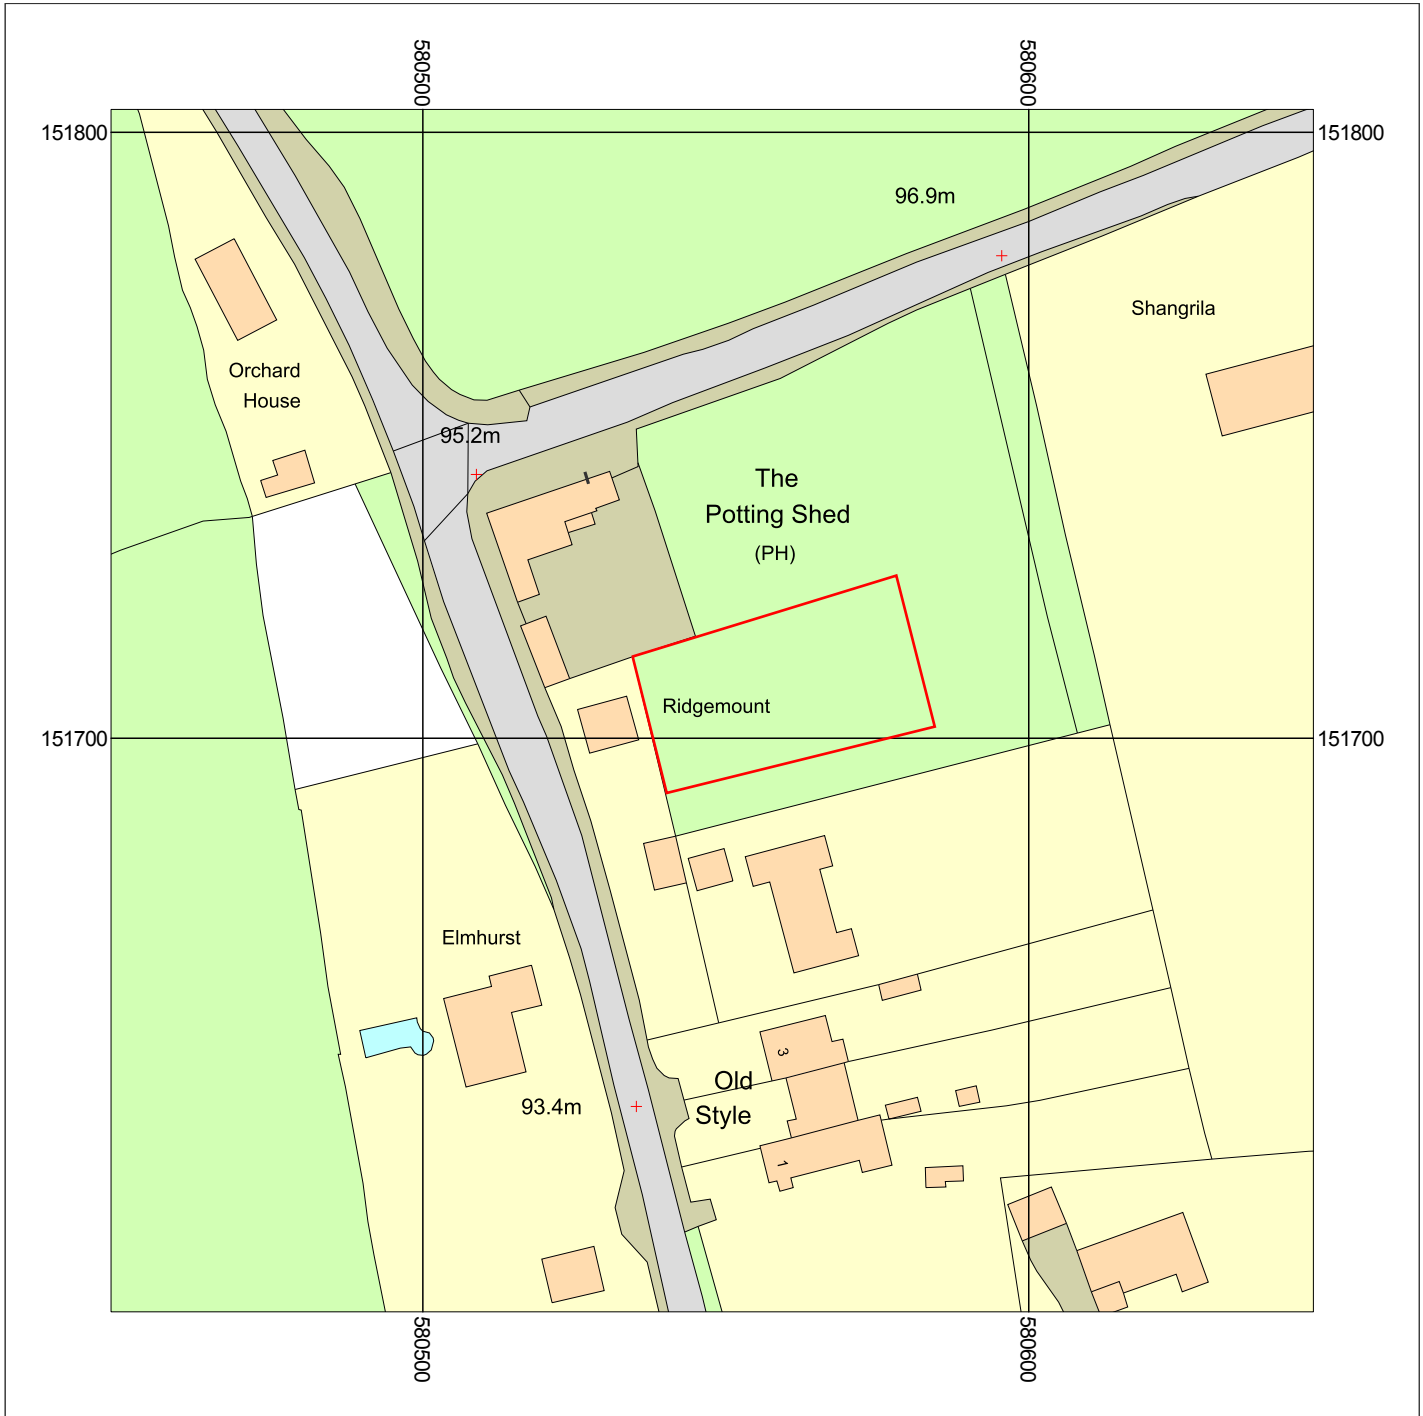 580500
580600
151800
151800
96.9m
Shangrila
Orchard
House
95.2m
The
Potting Shed
(PH)
Ridgemount
151700
151700
Elmhurst
3
Old
Style
93.4m
1
580500
580600